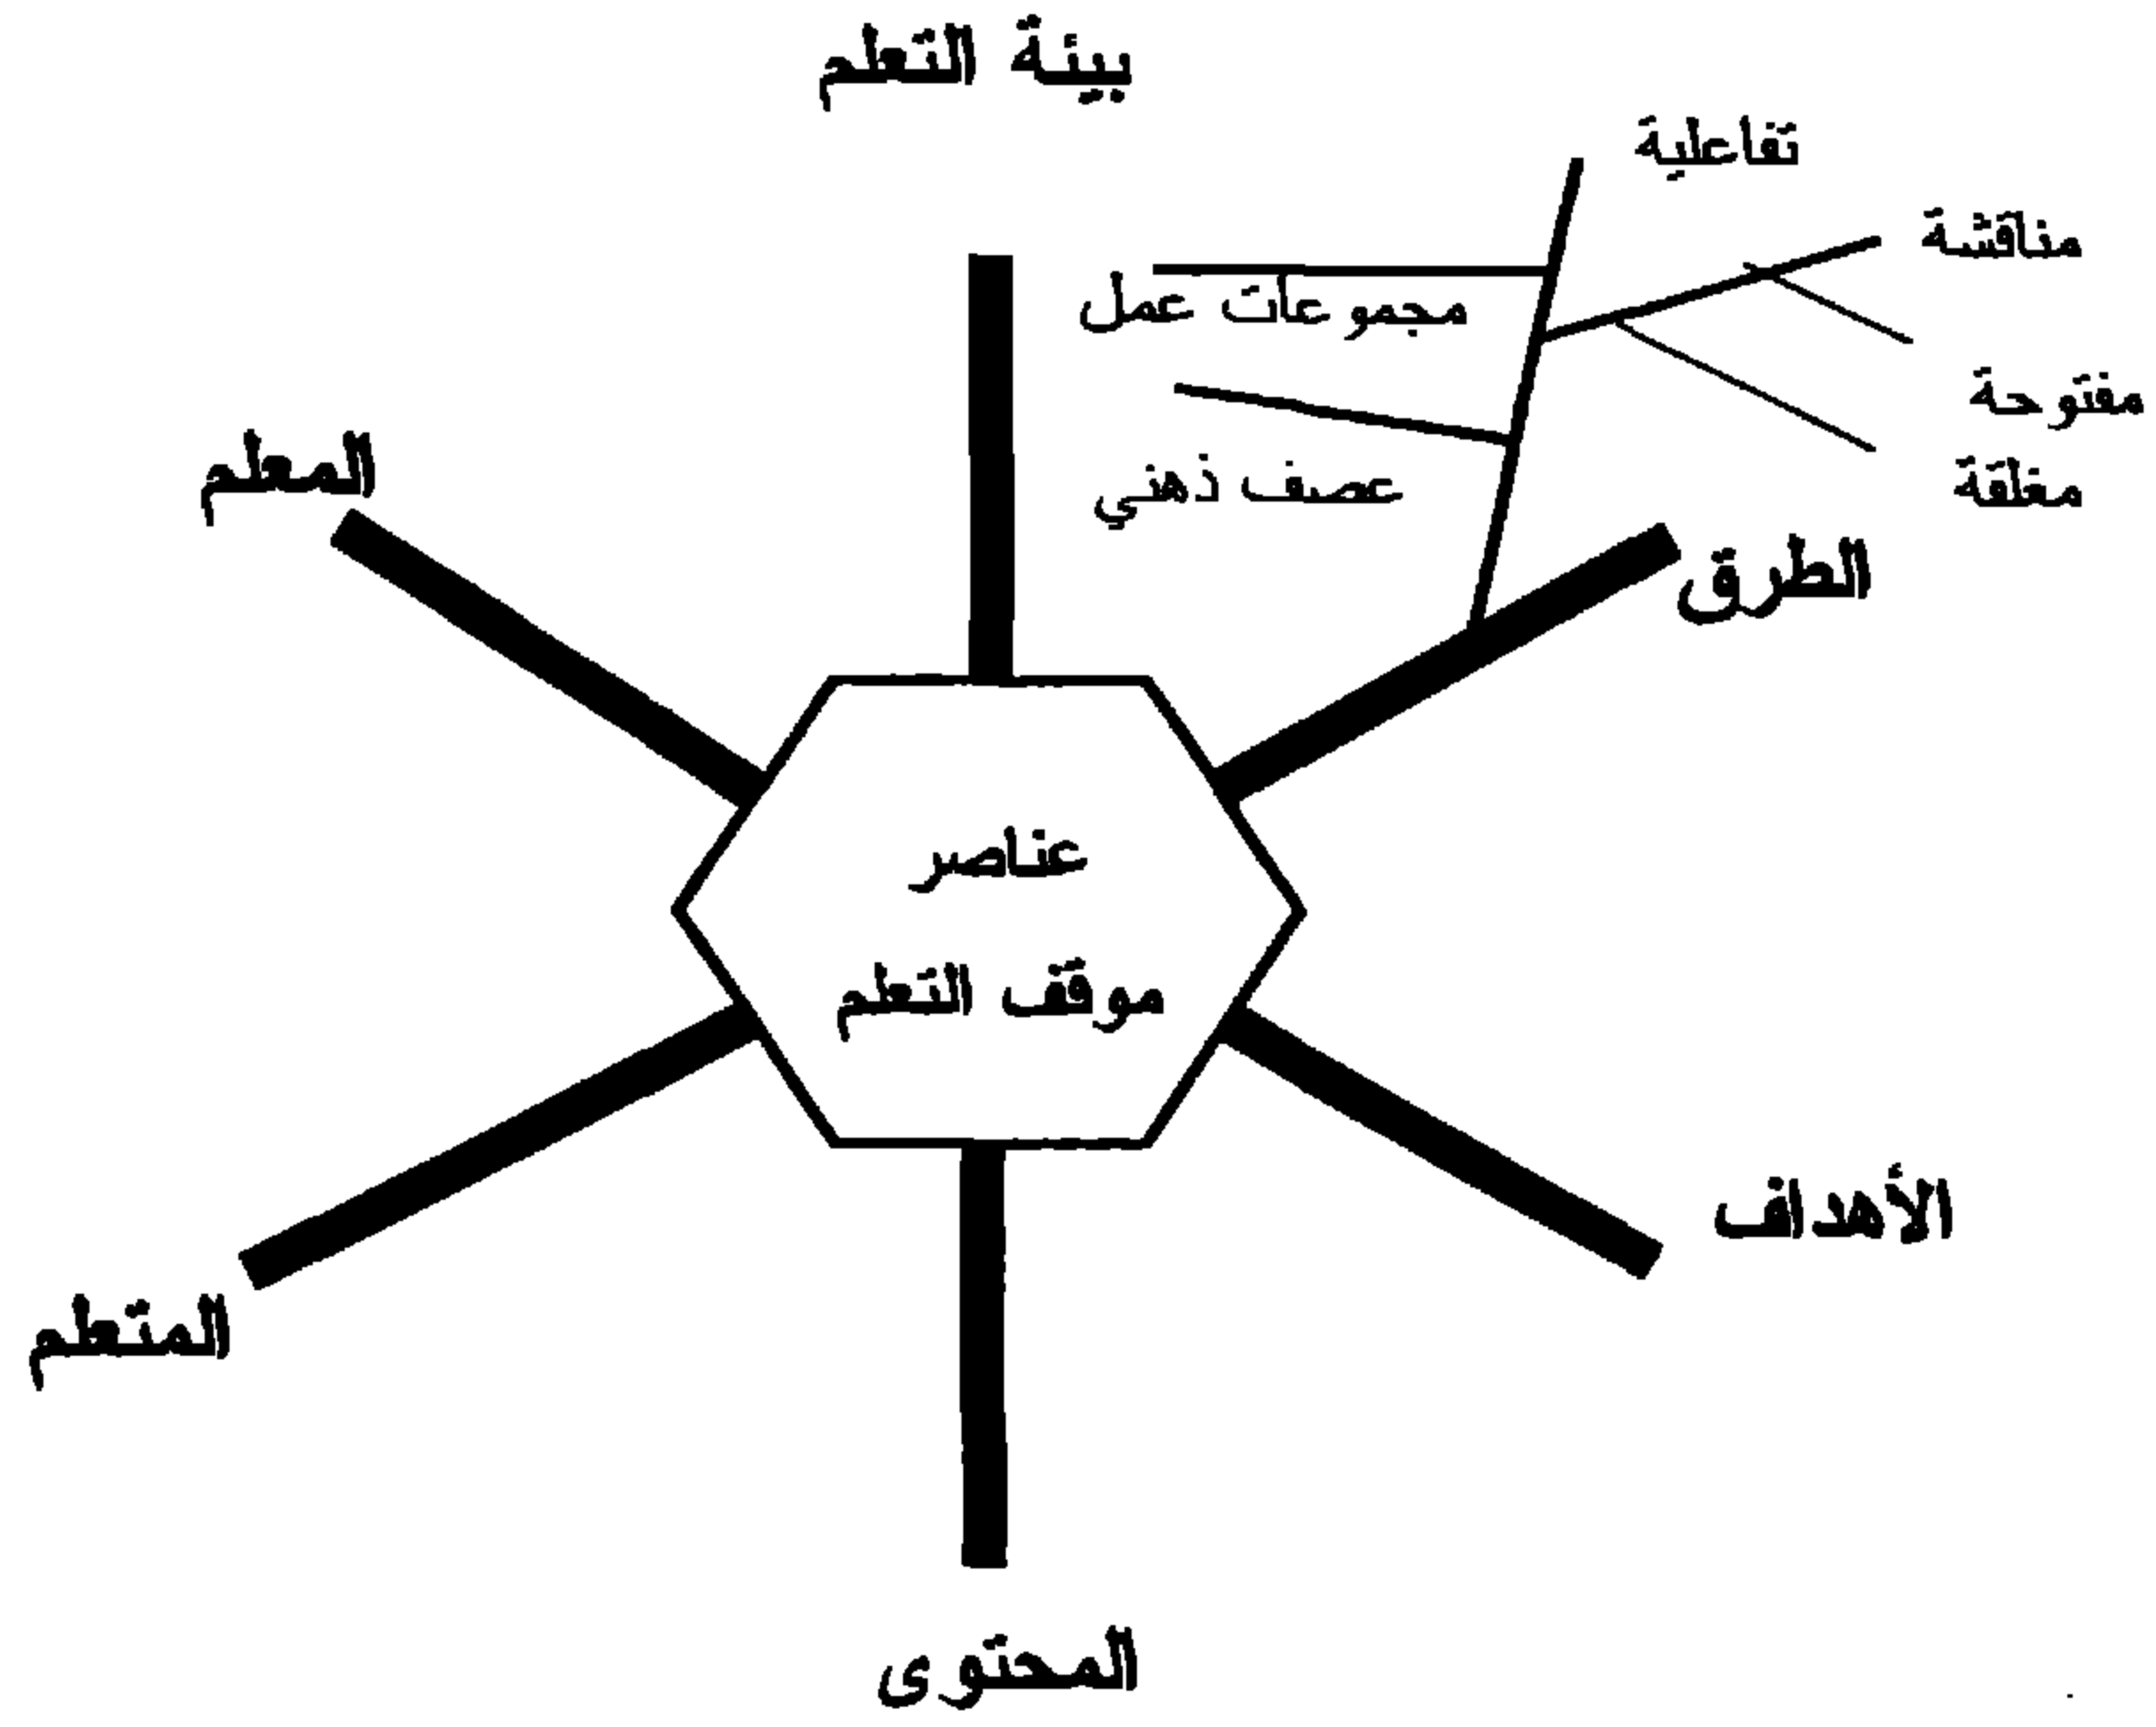 بيئة التعلم
تفاعلية
مناقشة
مجموعات عمل
مفتوحة
مغلقة
عصف ذهني
المعلم
الطرق
عناصر
موقف التعلم
الأهداف
المتعلم
المحتوى